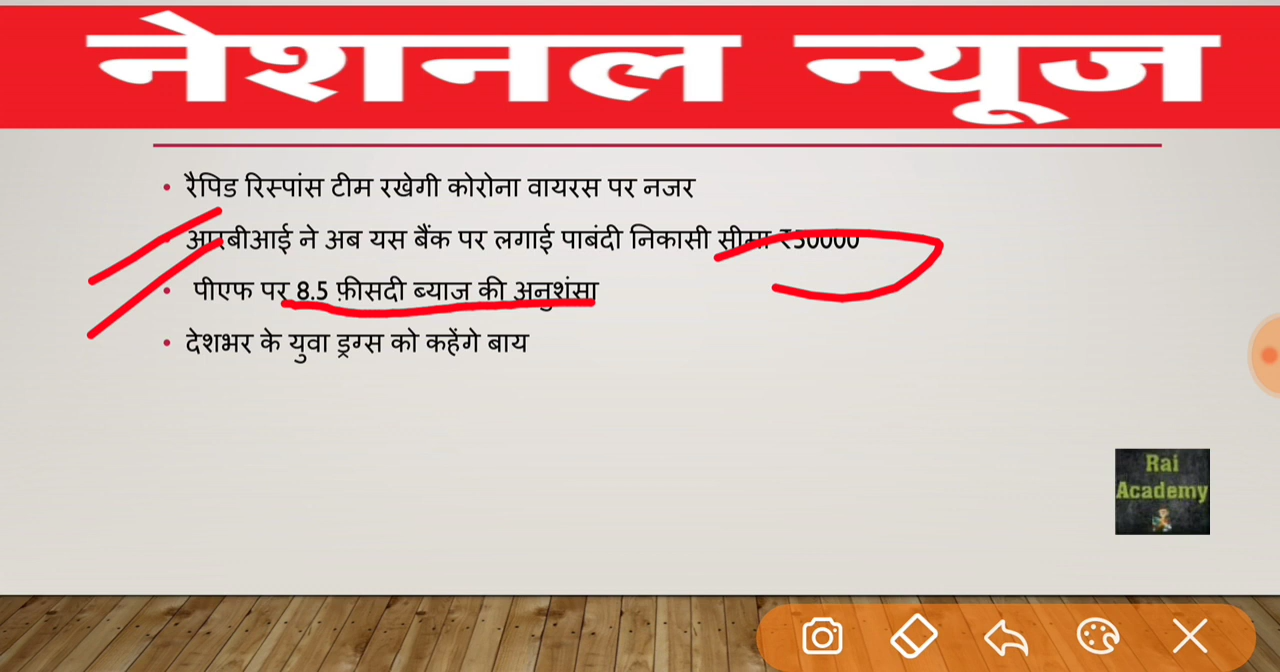 नेशनल न्यूज
• रैपिड रिस्पांस टीम रखेगी कोरोना वायरस पर नजर
• आरबीआई ने अब यस बैंक पर लगाई पाबंदी निकासी सीमा ₹50000
• पीएफ पर 8.5 फ़ीसदी ब्याज की अनुशंसा
• देशभर के युवा ड्रग्स को कहेंगे बाय
Rai
Academy